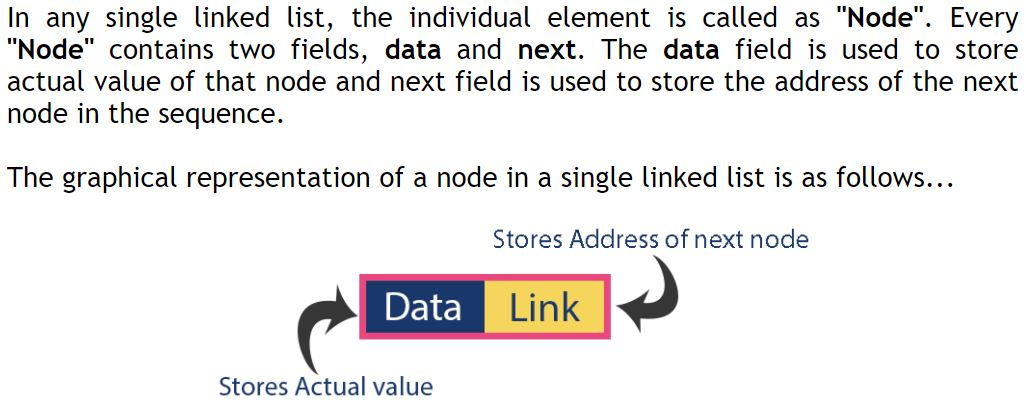 In any single linked list, the individual element is called as "Node". Every
"Node" contains two fields, data and next. The data field is used to store
actual value of that node and next field is used to store the address of the next
node in the sequence.
The graphical representation of a node in a single linked list is as follows...
Stores Address of next node
Data Link
Stores Actual value